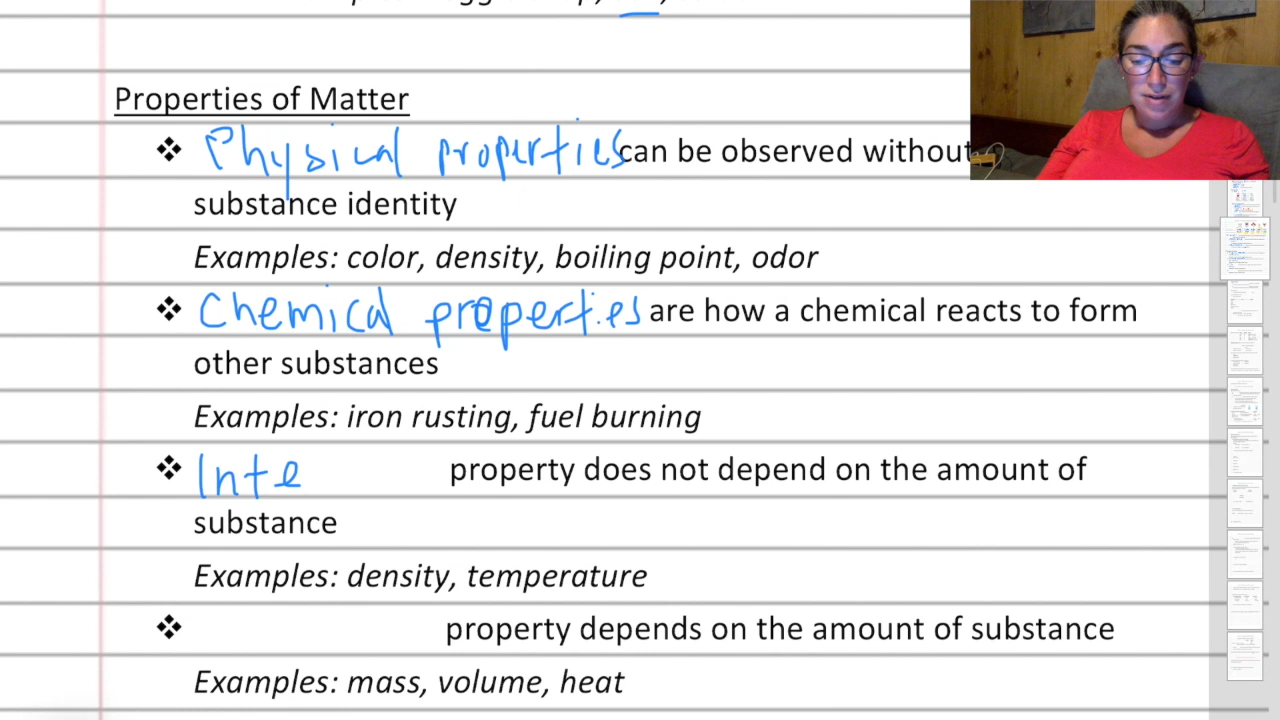 Properties of Matter
❖ Physical properties can be observed without
substance identity
Examples: color, density, boiling point, odor
❖ Chemical properties are how a chemical reacts to form
other substances
Examples: iron rusting, fuel burning
❖ Inte property does not depend on the amount of
substance
Examples: density, temperature
❖ property depends on the amount of substance
Examples: mass, volume, heat